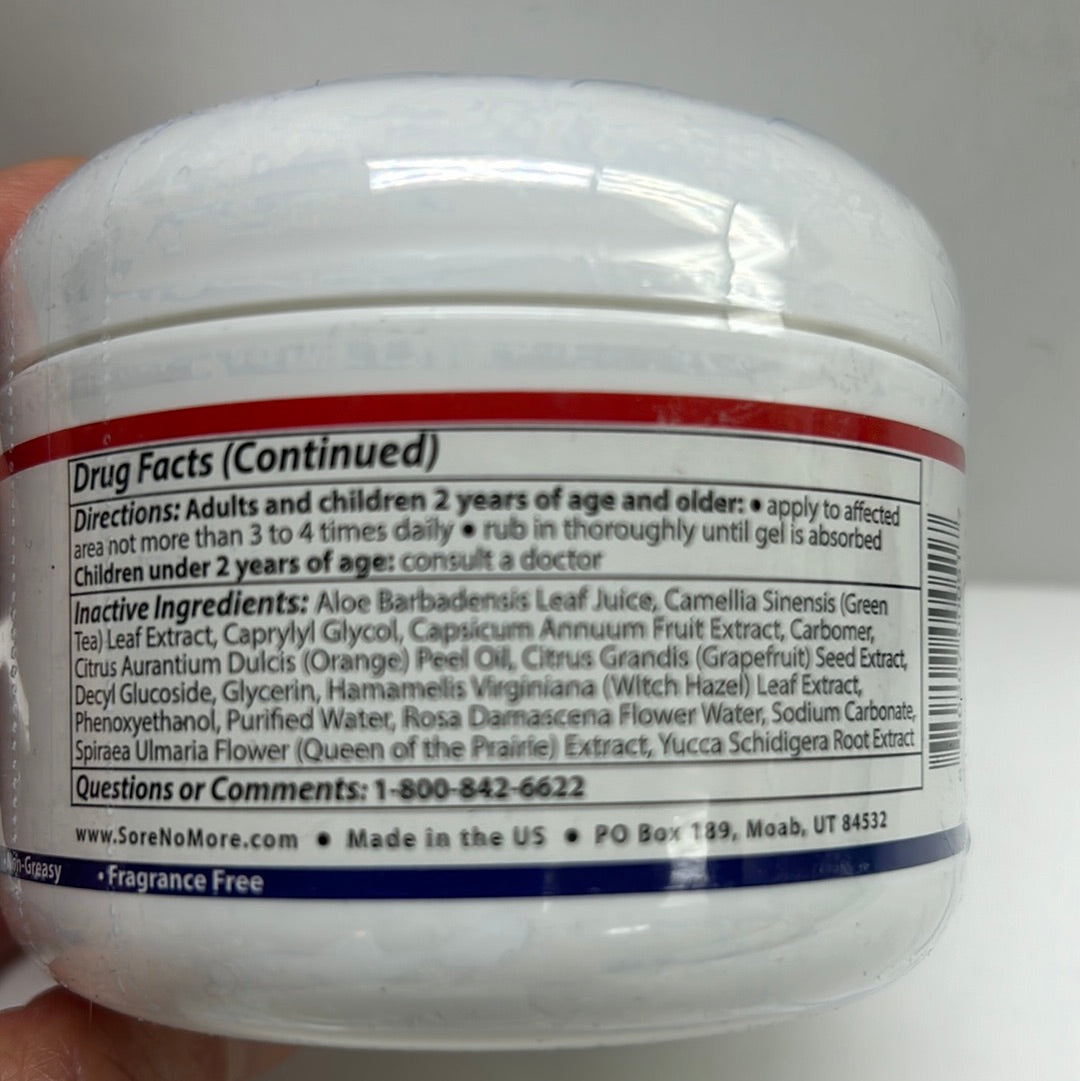 Drug Facts (Continued)
Directions: Adults and children 2 years of age and older: • apply to affected
area not more than 3 to 4 times daily • rub in thoroughly until gel is absorbed
Children under 2 years of age: consult a doctor
Inactive Ingredients: Aloe Barbadensis Leaf Juice, Camellia Sinensis (Green
Tea) Leaf Extract, Caprylyl Glycol, Capsicum Annuum Fruit Extract, Carbomer,
Citrus Aurantium Dulcis (Orange) Peel Oil, Citrus Grandis (Grapefruit) Seed Extract,
Decyl Glucoside, Glycerin, Hamamelis Virginiana (WItch Hazel) Leaf Extract,
Phenoxyethanol, Purified Water, Rosa Damascena Flower Water, Sodium Carbonate,
Spiraea Ulmaria Flower (Queen of the Prairie) Extract, Yucca Schidigera Root Extract
Questions or Comments: 1-800-842-6622
www.SoreNoMore.com • Made in the US • PO Box 189, Moab, UT 84532
-Greasy • Fragrance Free